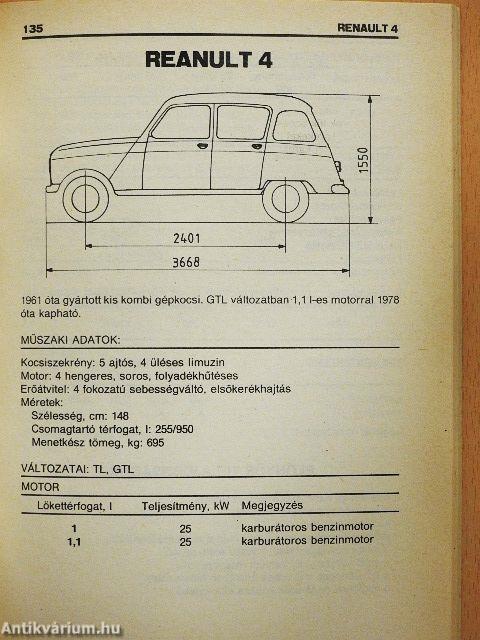 135
RENAULT 4
REANULT 4
1550
2401
3668
1961 óta gyártott kis kombi gépkocsi. GTL változatban 1,1 l-es motorral 1978
óta kapható.
MŰSZAKI ADATOK:
Kocsiszekrény: 5 ajtós, 4 üléses limuzin
Motor: 4 hengeres, soros, folyadékhűtéses
Erőátvitel: 4 fokozatú sebességváltó, elsőkerékhajtás
Méretek:
Szélesség, cm: 148
Csomagtartó térfogat, l: 255/950
Menetkész tömeg, kg: 695
VÁLTOZATAI: TL, GTL
MOTOR
Lökettérfogat, l Teljesítmény, kW Megjegyzés
1 25 karburátoros benzinmotor
1,1 25 karburátoros benzinmotor
Antikvárium.hu